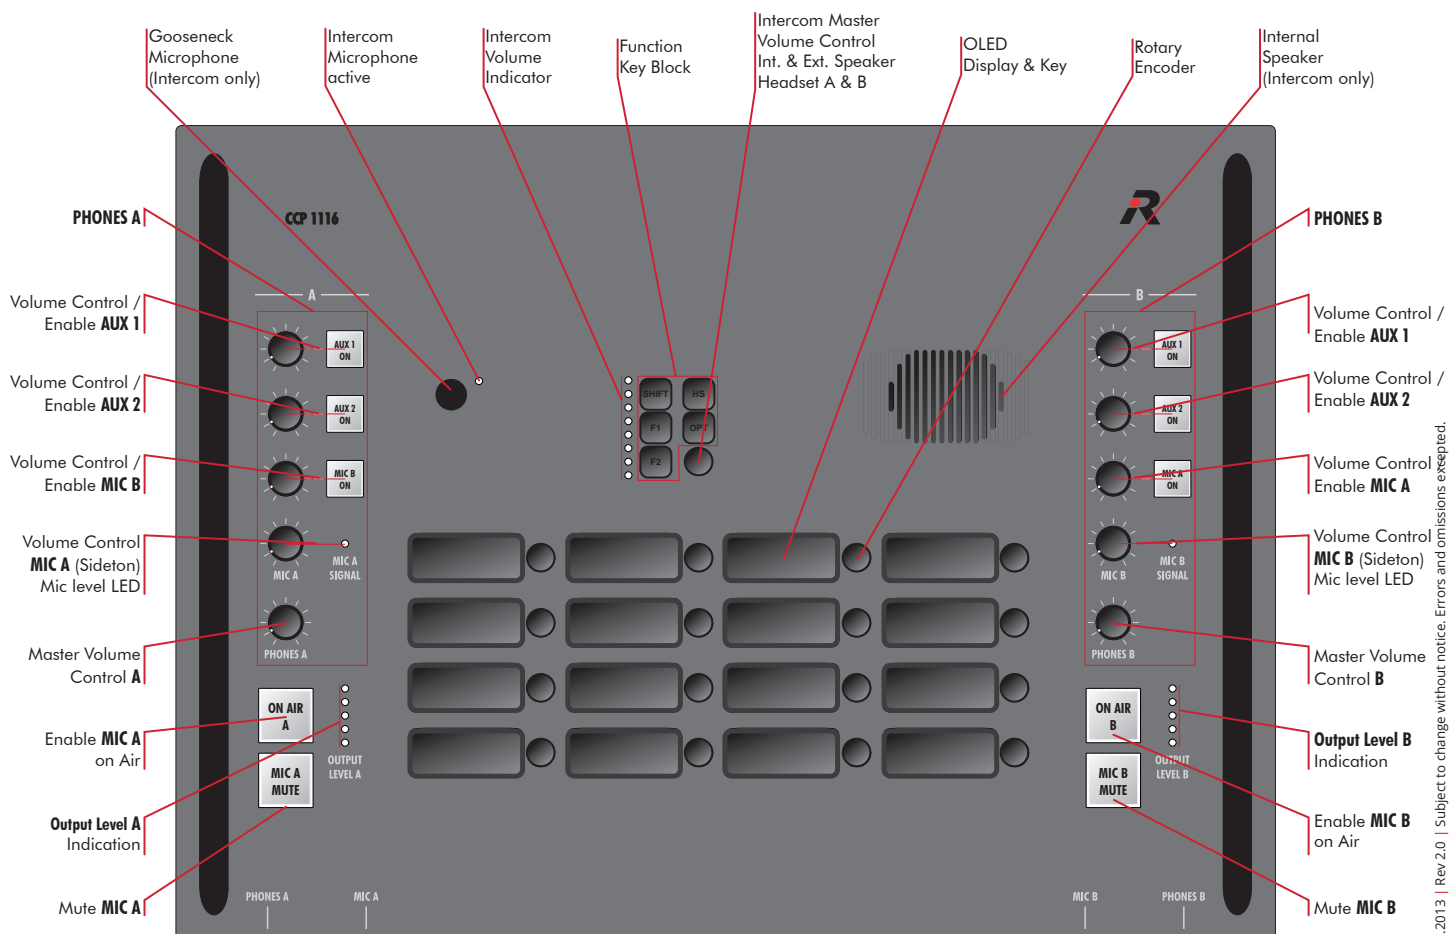 Gooseneck
Microphone
(Intercom only)
Intercom
Microphone
active
Intercom
Volume
Indicator
Function
Key Block
Intercom Master
Volume Control
Int. & Ext. Speaker
Headset A & B
OLED
Display & Key
Rotary
Encoder
Internal
Speaker
(Intercom only)
PHONES A
Volume Control /
Enable AUX 1
Volume Control /
Enable AUX 2
Volume Control /
Enable MIC B
Volume Control
MIC A (Sideton)
Mic level LED
Master Volume
Control A
Enable MIC A
on Air
Output Level A
Indication
Mute MIC A
CCP 1116
A
AUX 1
ON
AUX 2
ON
MIC B
ON
MIC A
MIC A
SIGNAL
PHONES A
ON AIR
A
MIC A
MUTE
OUTPUT
LEVEL A
PHONES A
MIC A
SHIFT
HS
F1
OPT
F2
R
B
AUX 1
ON
AUX 2
ON
MIC A
ON
MIC B
MIC B
SIGNAL
PHONES B
ON AIR
B
MIC B
MUTE
OUTPUT
LEVEL B
MIC B
PHONES B
PHONES B
Volume Control /
Enable AUX 1
Volume Control /
Enable AUX 2
Volume Control /
Enable MIC A
Volume Control
MIC B (Sideton)
Mic level LED
Master Volume
Control B
Output Level B
Indication
Enable MIC B
on Air
Mute MIC B
.2013 | Rev 2.0 | Subject to change without notice. Errors and omissions excepted.